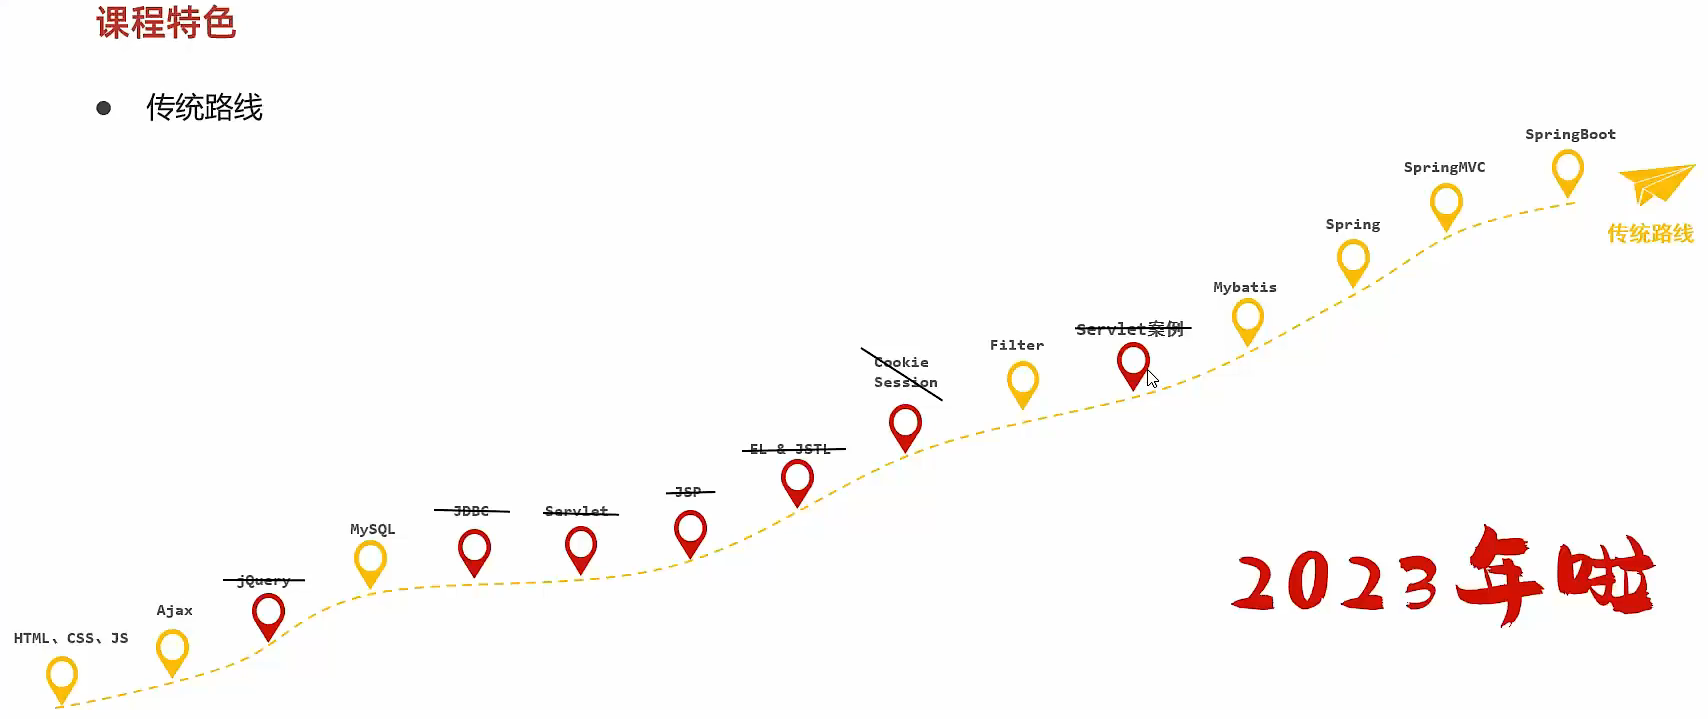 课程特色
● 传统路线
HTML、CSS、JS
Ajax
jQuery
MySQL
JDBC
Servlet
JSP
EL & JSTL
Cookie
Session
Filter
Servlet案例
Mybatis
Spring
SpringMVC
SpringBoot
传统路线
2023年啦